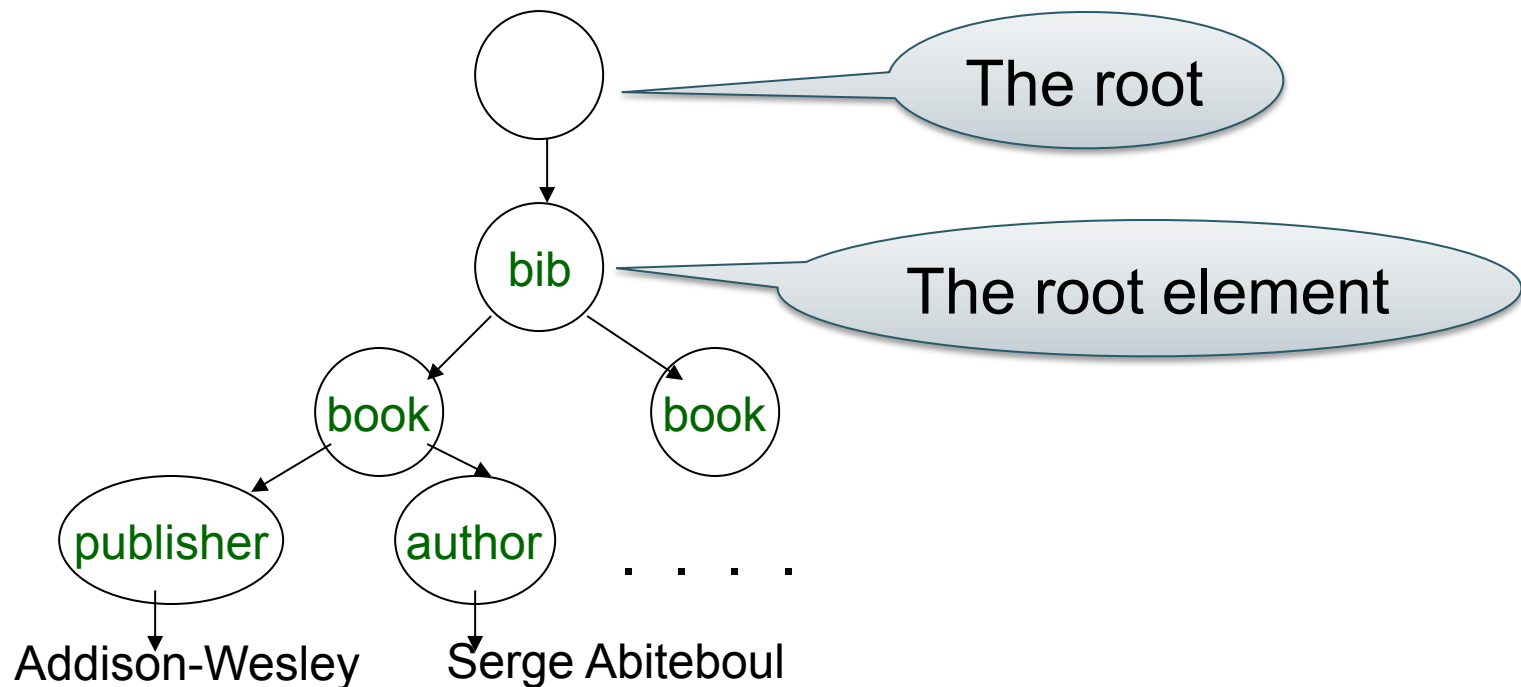 The root
bib
The root element
book
book
publisher
author
. . . .
Addison-Wesley
Serge Abiteboul